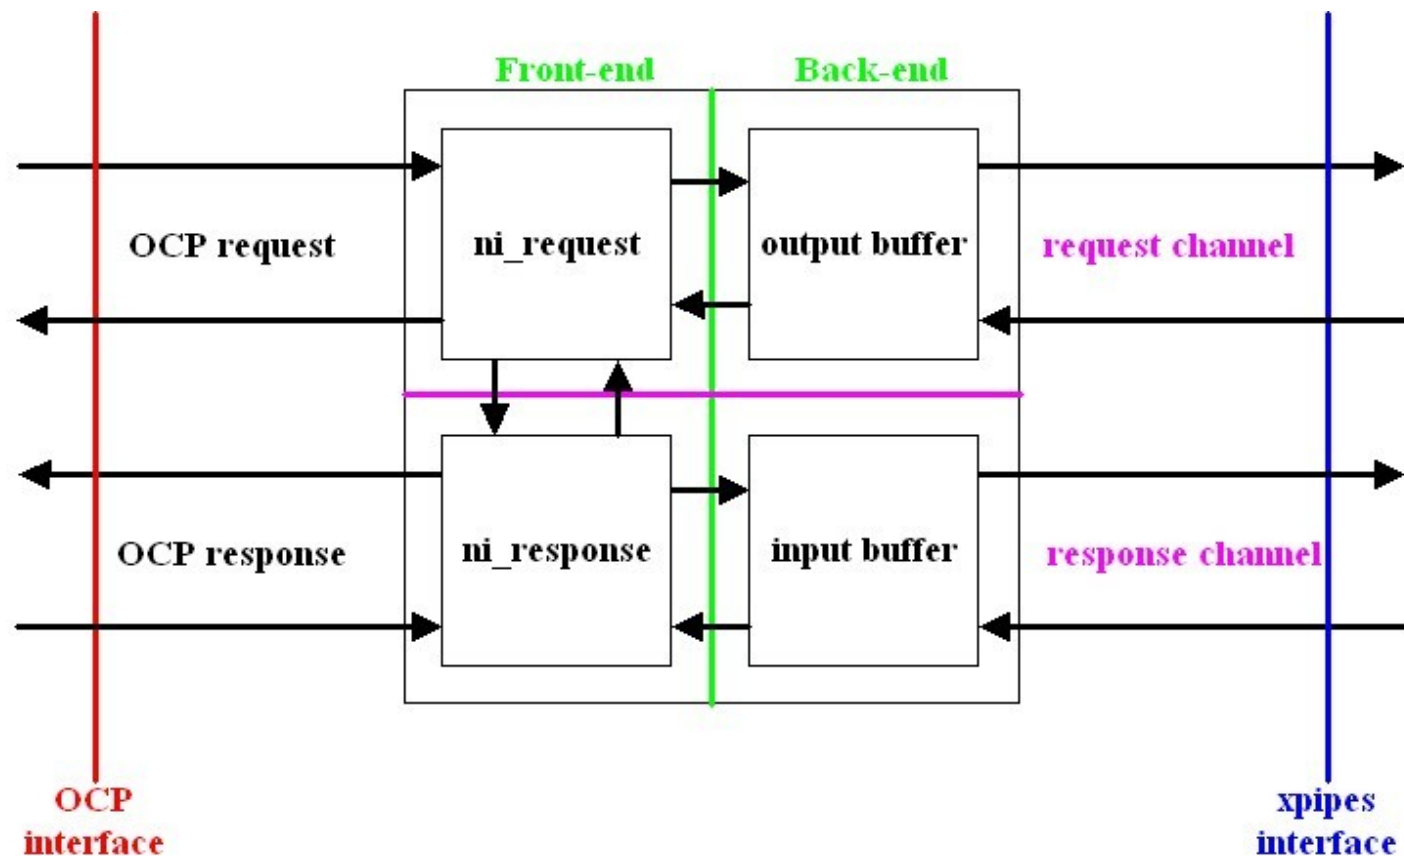 Front-end
Back-end
OCP request
ni_request
output buffer
request channel
OCP response
ni_response
input buffer
response channel
OCP
interface
xpipes
interface